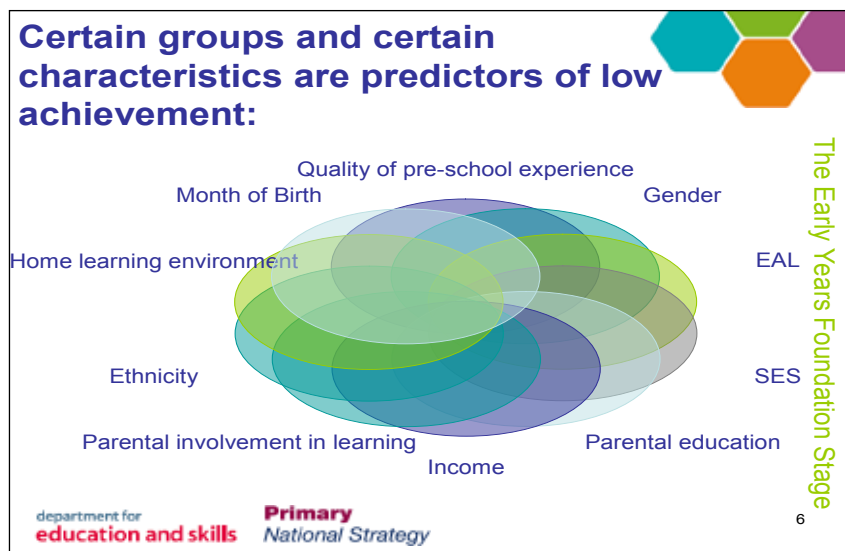 Certain groups and certain
characteristics are predictors of low
achievement:
Quality of pre-school experience
Month of Birth
Gender
Home learning environment
EAL
Ethnicity
SES
Parental involvement in learning
Parental education
Income
The Early Years Foundation Stage
department for
education and skills
Primary
National Strategy
6